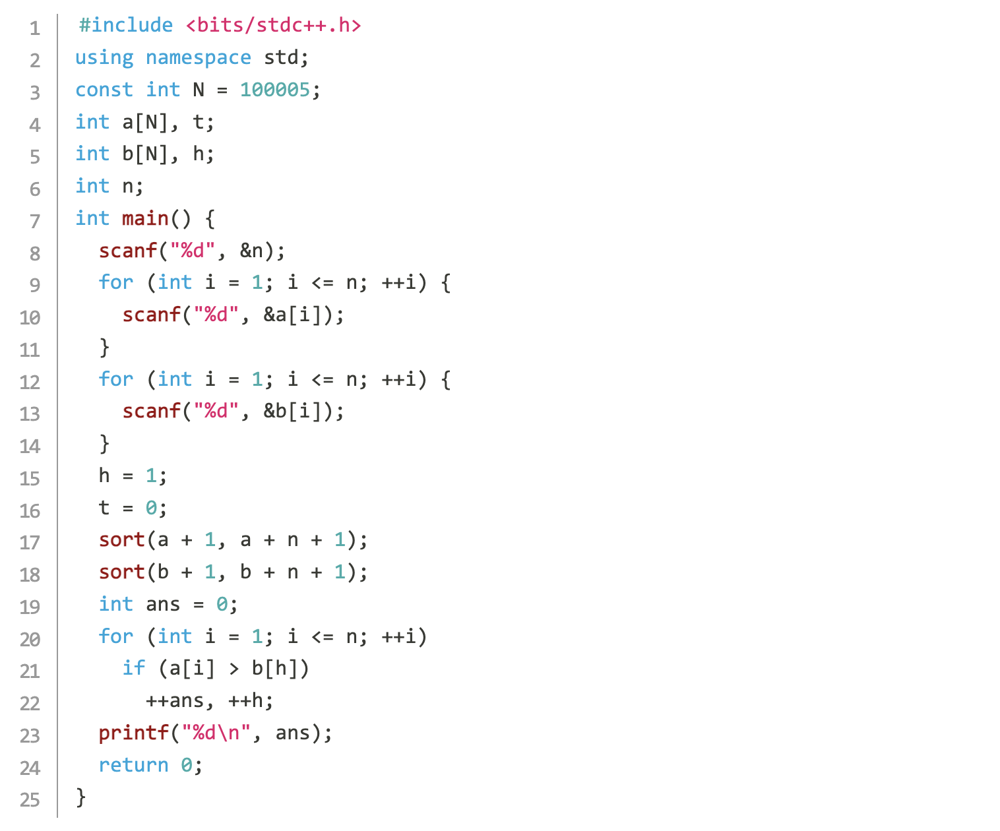 1 #include <bits/stdc++.h>
2 using namespace std;
3 const int N = 100005;
4 int a[N], t;
5 int b[N], h;
6 int n;
7 int main() {
8   scanf("%d", &n);
9   for (int i = 1; i <= n; ++i) {
10     scanf("%d", &a[i]);
11   }
12   for (int i = 1; i <= n; ++i) {
13     scanf("%d", &b[i]);
14   }
15   h = 1;
16   t = 0;
17   sort(a + 1, a + n + 1);
18   sort(b + 1, b + n + 1);
19   int ans = 0;
20   for (int i = 1; i <= n; ++i)
21     if (a[i] > b[h])
22       ++ans, ++h;
23   printf("%d\n", ans);
24   return 0;
25 }